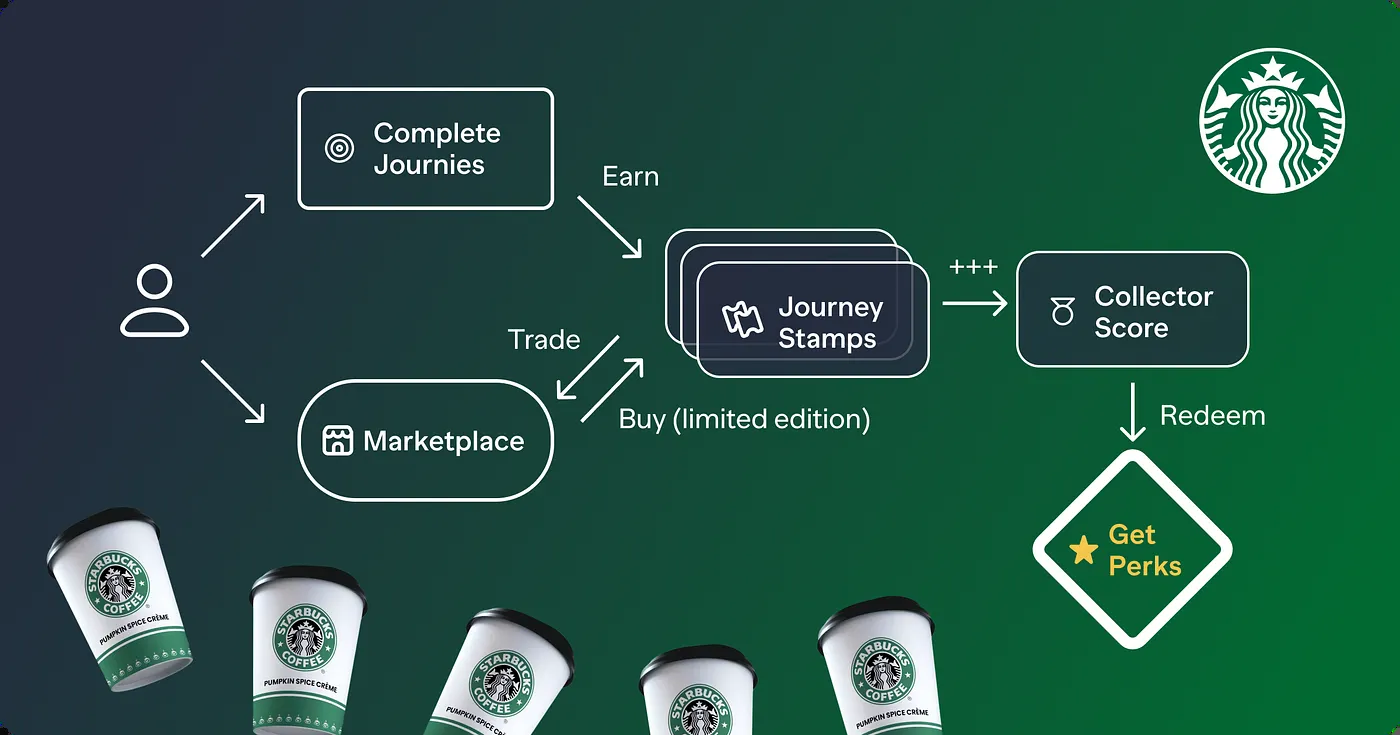 Complete
Journies
Earn
Trade
Marketplace
Buy (limited edition)
Journey
Stamps
+++
Collector
Score
Redeem
Get
Perks
STARBUCKS
COFFEE
PUMPKIN SPICE CRÈME
STARBUCKS
COFFEE
PUMPKIN SPICE CRÈME
STARBUCKS
COFFEE
PUMPKIN SPICE
STARBUCKS
STARBUCKS
COFFEE
PUMPKIN SPICE CRÈME